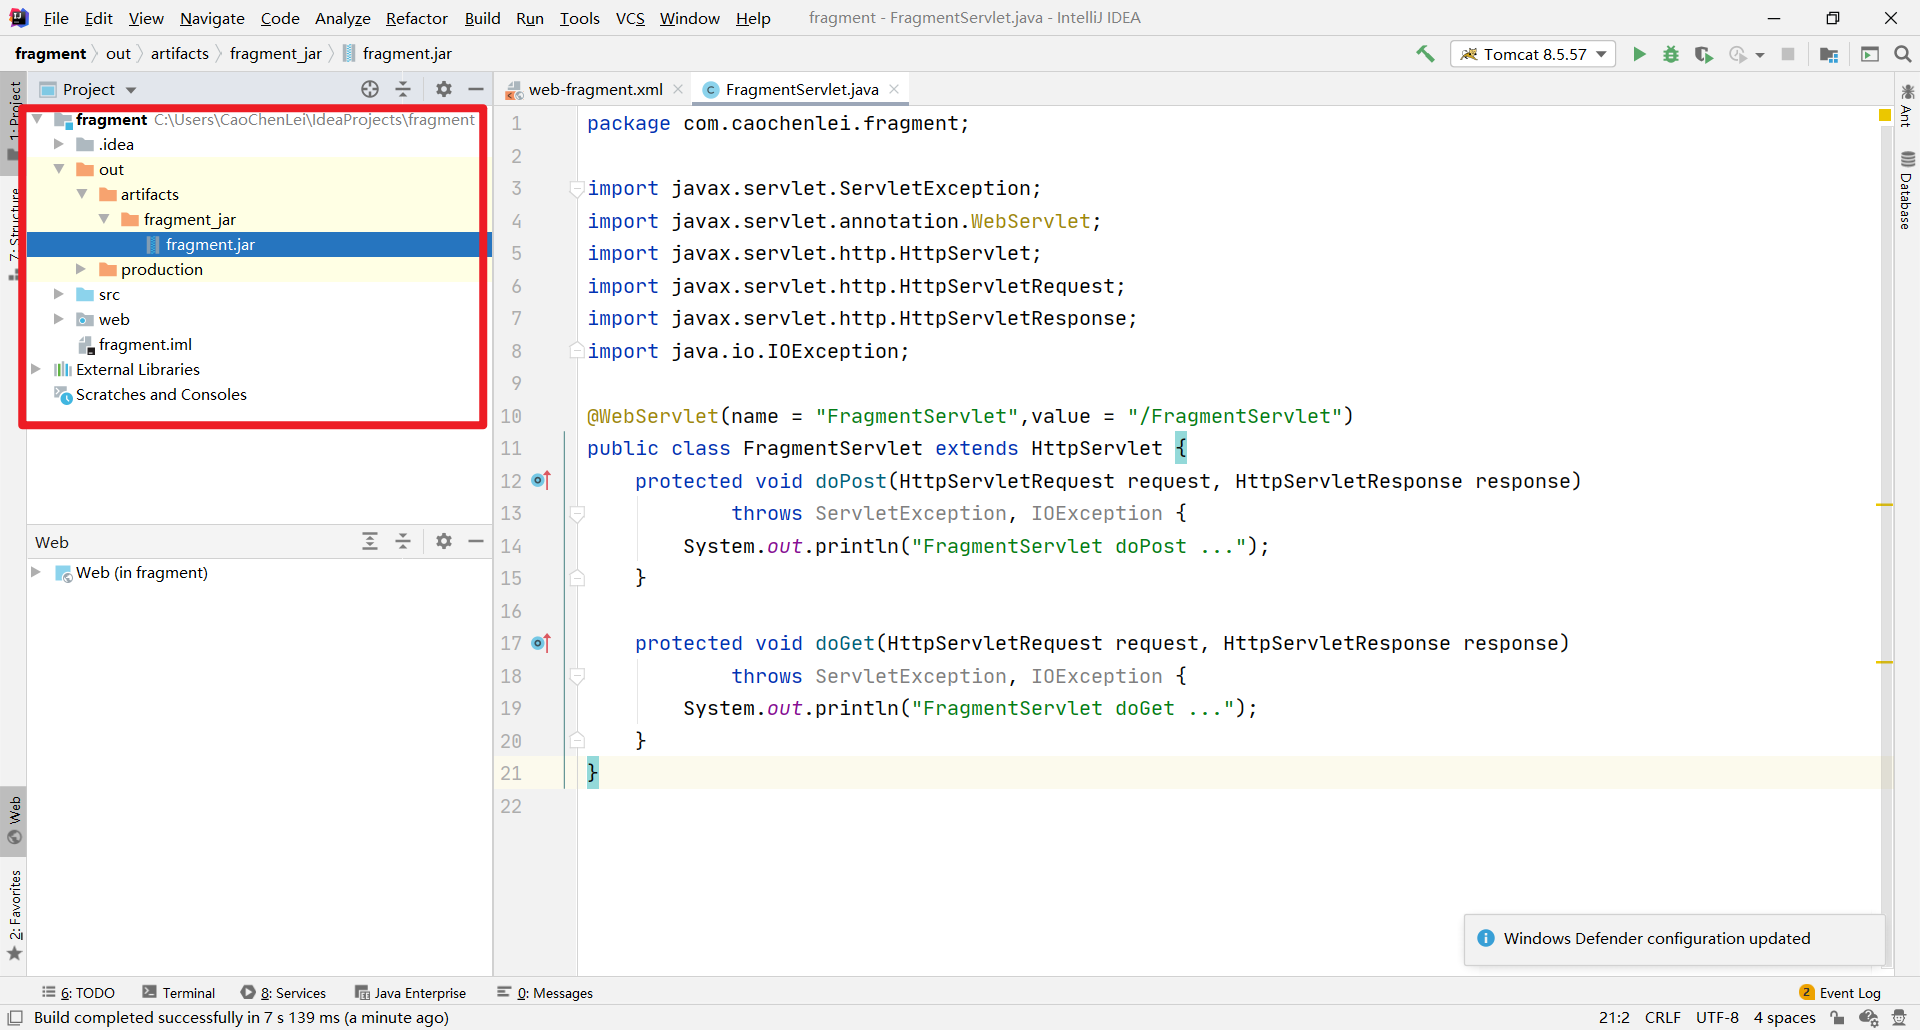 File Edit View Navigate Code Analyze Refactor Build Run Tools VCS Window Help fragment - FragmentServlet.java - IntelliJ IDEA
fragment out artifacts fragment_jar fragment.jar Tomcat 8.5.57
Project web-fragment.xml FragmentServlet.java
1: Project
7: Structure
Web
2: Favorites
Ant
Database
fragment C:\Users\CaoChenLei\IdeaProjects\fragment
.idea
out
artifacts
fragment_jar
fragment.jar
production
src
web
fragment.iml
External Libraries
Scratches and Consoles
Web
Web (in fragment)
1 package com.caochenlei.fragment;
2
3 import javax.servlet.ServletException;
4 import javax.servlet.annotation.WebServlet;
5 import javax.servlet.http.HttpServlet;
6 import javax.servlet.http.HttpServletRequest;
7 import javax.servlet.http.HttpServletResponse;
8 import java.io.IOException;
9
10 @WebServlet(name = "FragmentServlet",value = "/FragmentServlet")
11 public class FragmentServlet extends HttpServlet {
12 protected void doPost(HttpServletRequest request, HttpServletResponse response)
13 throws ServletException, IOException {
14 System.out.println("FragmentServlet doPost ...");
15 }
16
17 protected void doGet(HttpServletRequest request, HttpServletResponse response)
18 throws ServletException, IOException {
19 System.out.println("FragmentServlet doGet ...");
20 }
21 }
22
Windows Defender configuration updated
6: TODO Terminal 8: Services Java Enterprise 0: Messages 2 Event Log
Build completed successfully in 7 s 139 ms (a minute ago) 21:2 CRLF UTF-8 4 spaces